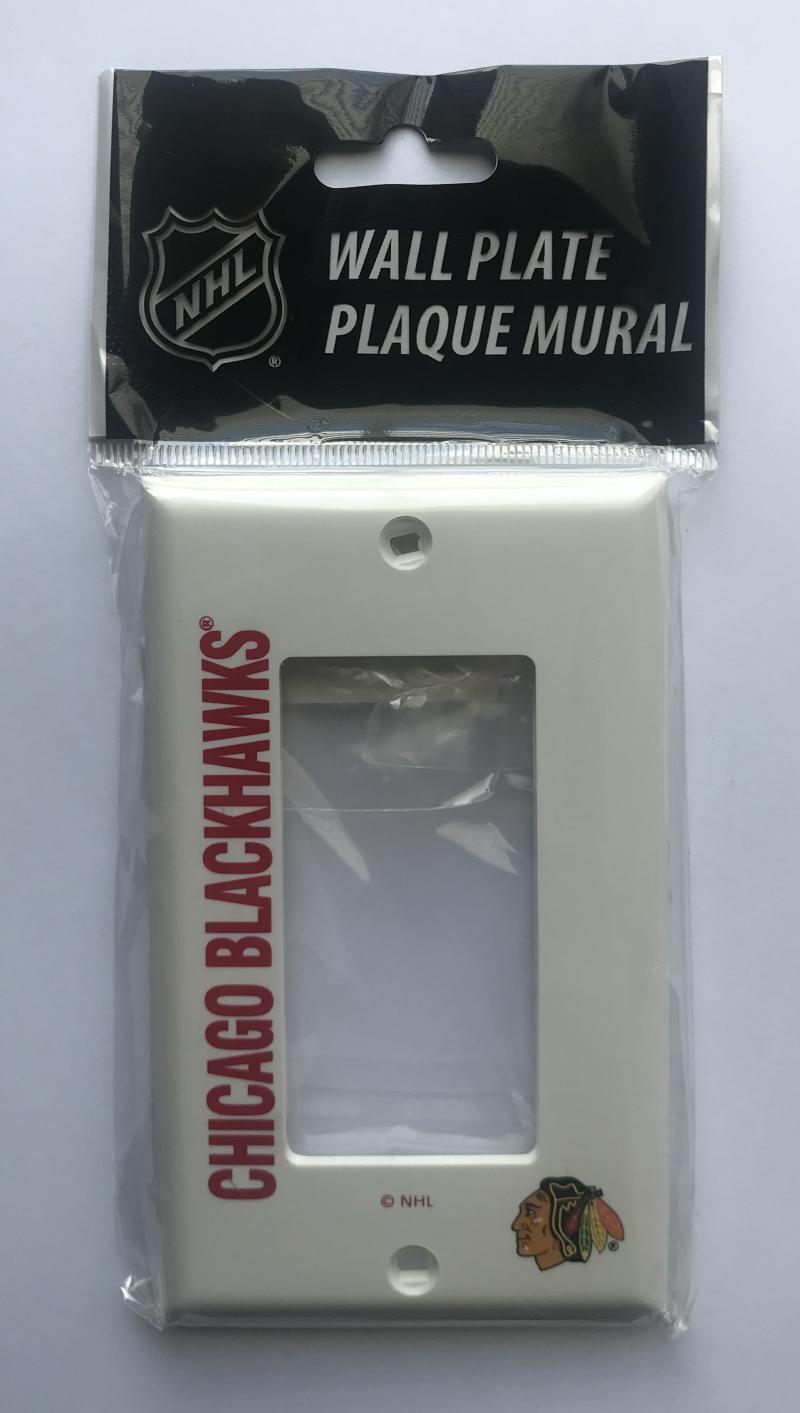 NHL
®
WALL PLATE
PLAQUE MURAL
CHICAGO BLACKHAWKS®
© NHL
®